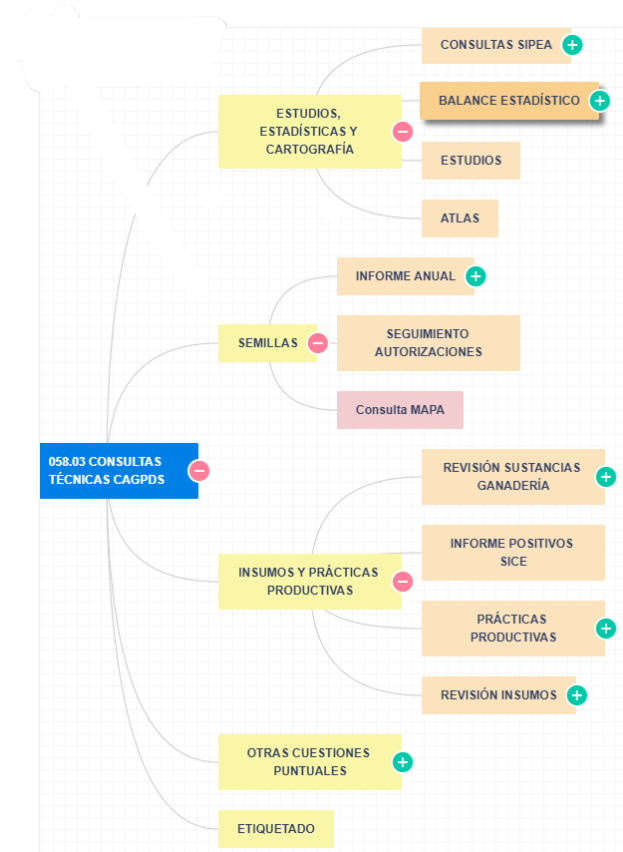 CONSULTAS SIPEA
BALANCE ESTADÍSTICO
ESTUDIOS,
ESTADÍSTICAS Y
CARTOGRAFÍA
ESTUDIOS
ATLAS
INFORME ANUAL
SEMILLAS
SEGUIMIENTO
AUTORIZACIONES
Consulta MAPA
058.03 CONSULTAS
TÉCNICAS CAGPDS
REVISIÓN SUSTANCIAS
GANADERÍA
INFORME POSITIVOS
SICE
INSUMOS Y PRÁCTICAS
PRODUCTIVAS
PRÁCTICAS
PRODUCTIVAS
REVISIÓN INSUMOS
OTRAS CUESTIONES
PUNTUALES
ETIQUETADO